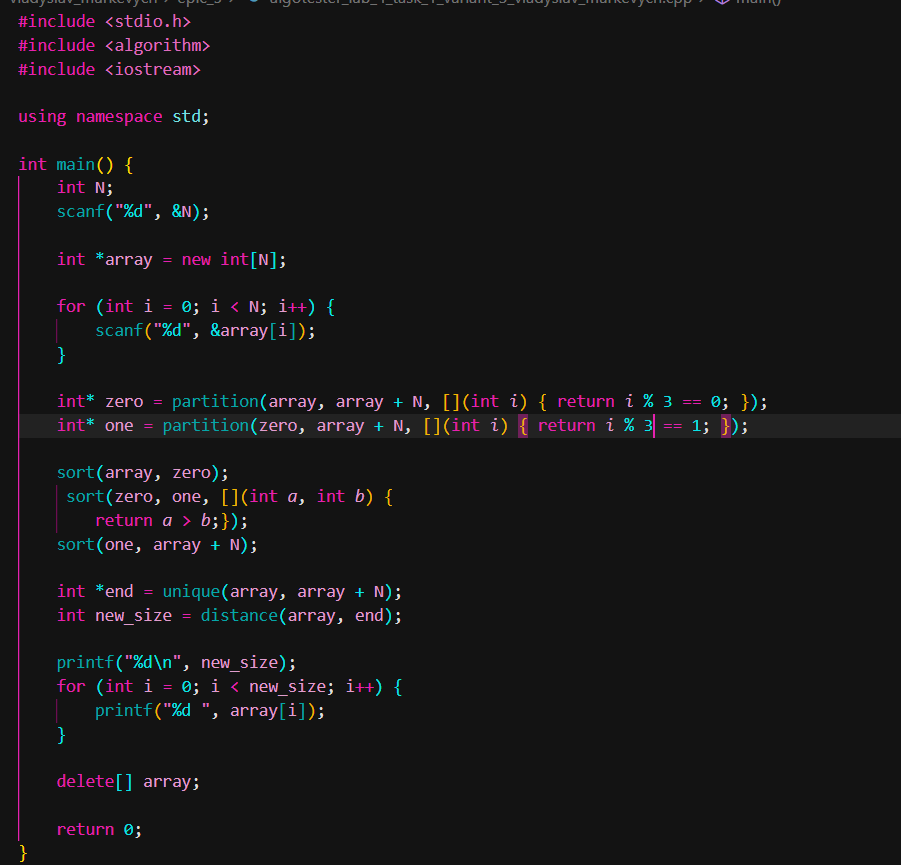 #include <stdio.h>
#include <algorithm>
#include <iostream>
using namespace std;
int main() {
    int N;
    scanf("%d", &N);
    int *array = new int[N];
    for (int i = 0; i < N; i++) {
        scanf("%d", &array[i]);
    }
    int* zero = partition(array, array + N, [](int i) { return i % 3 == 0; });
    int* one = partition(zero, array + N, [](int i) { return i % 3 == 1; });
    sort(array, zero);
     sort(zero, one, [](int a, int b) {
        return a > b;});
    sort(one, array + N);
    int *end = unique(array, array + N);
    int new_size = distance(array, end);
    printf("%d\n", new_size);
    for (int i = 0; i < new_size; i++) {
        printf("%d ", array[i]);
    }
    delete[] array;
    return 0;
}